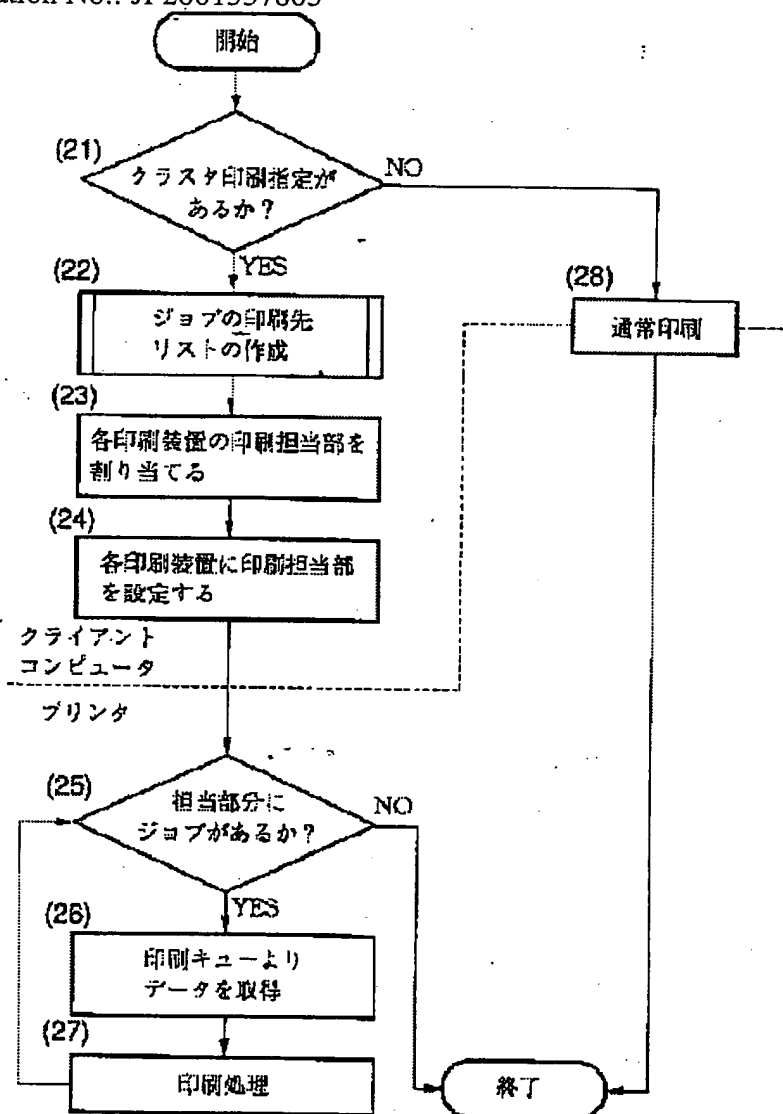 開始
(21)
クラスタ印刷指定が
あるか?
NO
YES
(22)
ジョブの印刷先
リストの作成
(28)
通常印刷
(23)
各印刷装置の印刷担当部を
割り当てる
(24)
各印刷装置に印刷担当部
を設定する
クライアント
コンピュータ
プリンタ
(25)
担当部分に
ジョブがあるか?
NO
YES
(26)
印刷キューより
データを取得
(27)
印刷処理
終了